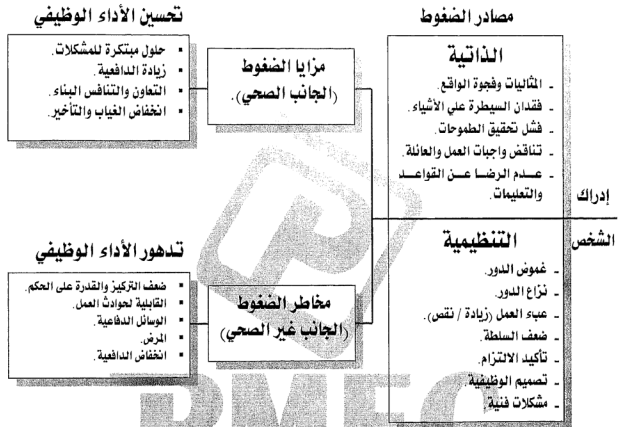 مصادر الضغوط
الذاتية
ـ المثاليات وفجوة الواقع.
ـ فقدان السيطرة علي الأشياء.
ـ فشل تحقيق الطموحات.
ـ تناقض واجبات العمل والعائلة.
ـ عدم الرضا عن القواعد
والتعليمات.
إدراك
الشخص
التنظيمية
ـ غموض الدور.
ـ نزاع الدور.
ـ عبء العمل (زيادة / نقص).
ـ ضعف السلطة.
ـ تأكيد الالتزام.
ـ تصميم الوظيفية
ـ مشكلات فنية.
مزايا الضغوط
(الجانب الصحي).
تحسين الأداء الوظيفي
▪ حلول مبتكرة للمشكلات.
▪ زيادة الدافعية.
▪ التعاون والتنافس البناء.
▪ انخفاض الغياب والتأخير.
مخاطر الضغوط
(الجانب غير الصحي)
تدهور الأداء الوظيفي
▪ ضعف التركيز والقدرة على الحكم.
▪ القابلية لحوادث العمل.
▪ الوسائل الدفاعية.
▪ المرض.
▪ انخفاض الدافعية.